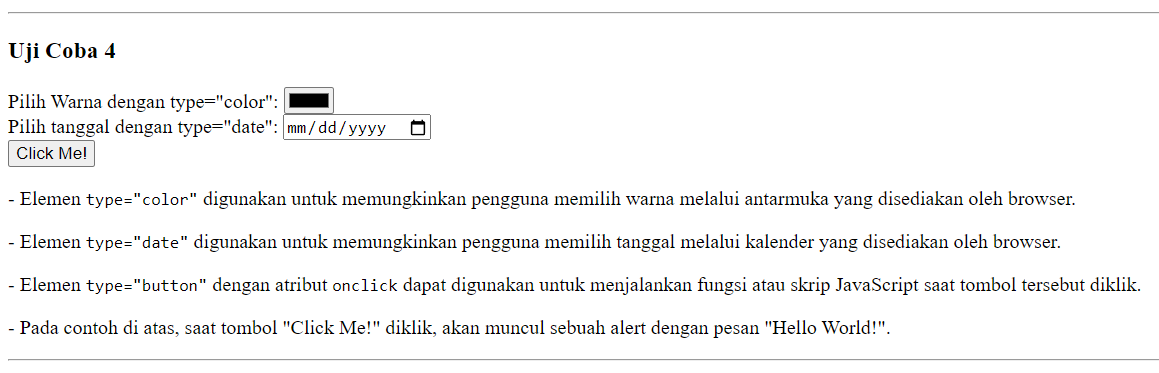 Uji Coba 4
Pilih Warna dengan type="color":
Pilih tanggal dengan type="date": mm/dd/yyyy
Click Me!
- Elemen type="color" digunakan untuk memungkinkan pengguna memilih warna melalui antarmuka yang disediakan oleh browser.
- Elemen type="date" digunakan untuk memungkinkan pengguna memilih tanggal melalui kalender yang disediakan oleh browser.
- Elemen type="button" dengan atribut onclick dapat digunakan untuk menjalankan fungsi atau skrip JavaScript saat tombol tersebut diklik.
- Pada contoh di atas, saat tombol "Click Me!" diklik, akan muncul sebuah alert dengan pesan "Hello World!".